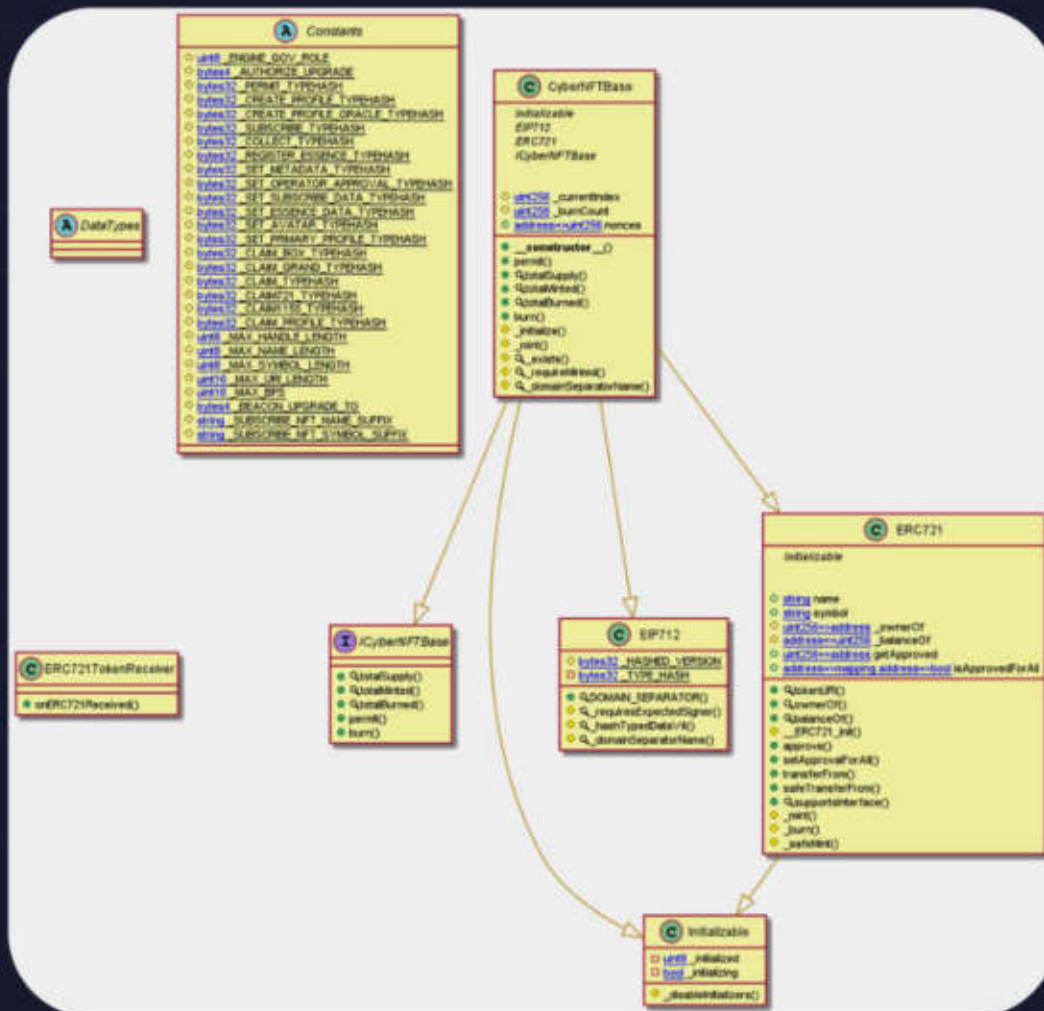 A Constants
uint8 _ENGINE_GOV_ROLE
bytes4 _AUTHORIZE_UPGRADE
bytes32 _PERMIT_TYPEHASH
bytes32 _CREATE_PROFILE_TYPEHASH
bytes32 _CREATE_PROFILE_ORACLE_TYPEHASH
bytes32 _SUBSCRIBE_TYPEHASH
bytes32 _COLLECT_TYPEHASH
bytes32 _REGISTER_ESSENCE_TYPEHASH
bytes32 _SET_METADATA_TYPEHASH
bytes32 _SET_OPERATOR_APPROVAL_TYPEHASH
bytes32 _SET_SUBSCRIBE_DATA_TYPEHASH
bytes32 _SET_ESSENCE_DATA_TYPEHASH
bytes32 _SET_AVATAR_TYPEHASH
bytes32 _SET_PRIMARY_PROFILE_TYPEHASH
bytes32 _CLAIM_BOX_TYPEHASH
bytes32 _CLAIM_GRAND_TYPEHASH
bytes32 _CLAIM_TYPEHASH
bytes32 _CLAIM721_TYPEHASH
bytes32 _CLAIM1155_TYPEHASH
bytes32 _CLAIM_PROFILE_TYPEHASH
uint8 _MAX_HANDLE_LENGTH
uint8 _MAX_NAME_LENGTH
uint8 _MAX_SYMBOL_LENGTH
uint16 _MAX_URI_LENGTH
uint16 _MAX_BPS
bytes4 _BEACON_UPGRADE_TO
string _SUBSCRIBE_NFT_NAME_SUFFIX
string _SUBSCRIBE_NFT_SYMBOL_SUFFIX
C CyberNFTBase
Initializable
EIP712
ERC721
ICyberNFTBase
uint256 _currentIndex
uint256 _burnCount
address=>uint256 nonces
__constructor__()
permit()
totalSupply()
totalMinted()
totalBurned()
burn()
_initialize()
_mint()
_exists()
_requireMinted()
_domainSeparatorName()
A DataTypes
C ERC721
Initializable
string name
string symbol
uint256=>address _ownerOf
address=>uint256 _balanceOf
uint256=>address getApproved
address=>mapping address=>bool isApprovedForAll
tokenURI()
ownerOf()
balanceOf()
__ERC721_Init()
approve()
setApprovalForAll()
transferFrom()
safeTransferFrom()
supportsInterface()
_mint()
_burn()
_safeMint()
I ICyberNFTBase
totalSupply()
totalMinted()
totalBurned()
permit()
burn()
C EIP712
bytes32 _HASHED_VERSION
bytes32 _TYPE_HASH
DOMAIN_SEPARATOR()
_requiresExpectedSigner()
_hashTypedDataV4()
_domainSeparatorName()
C ERC721TokenReceiver
onERC721Received()
C Initializable
uint8 _initialized
bool _initializing
_disableInitializers()